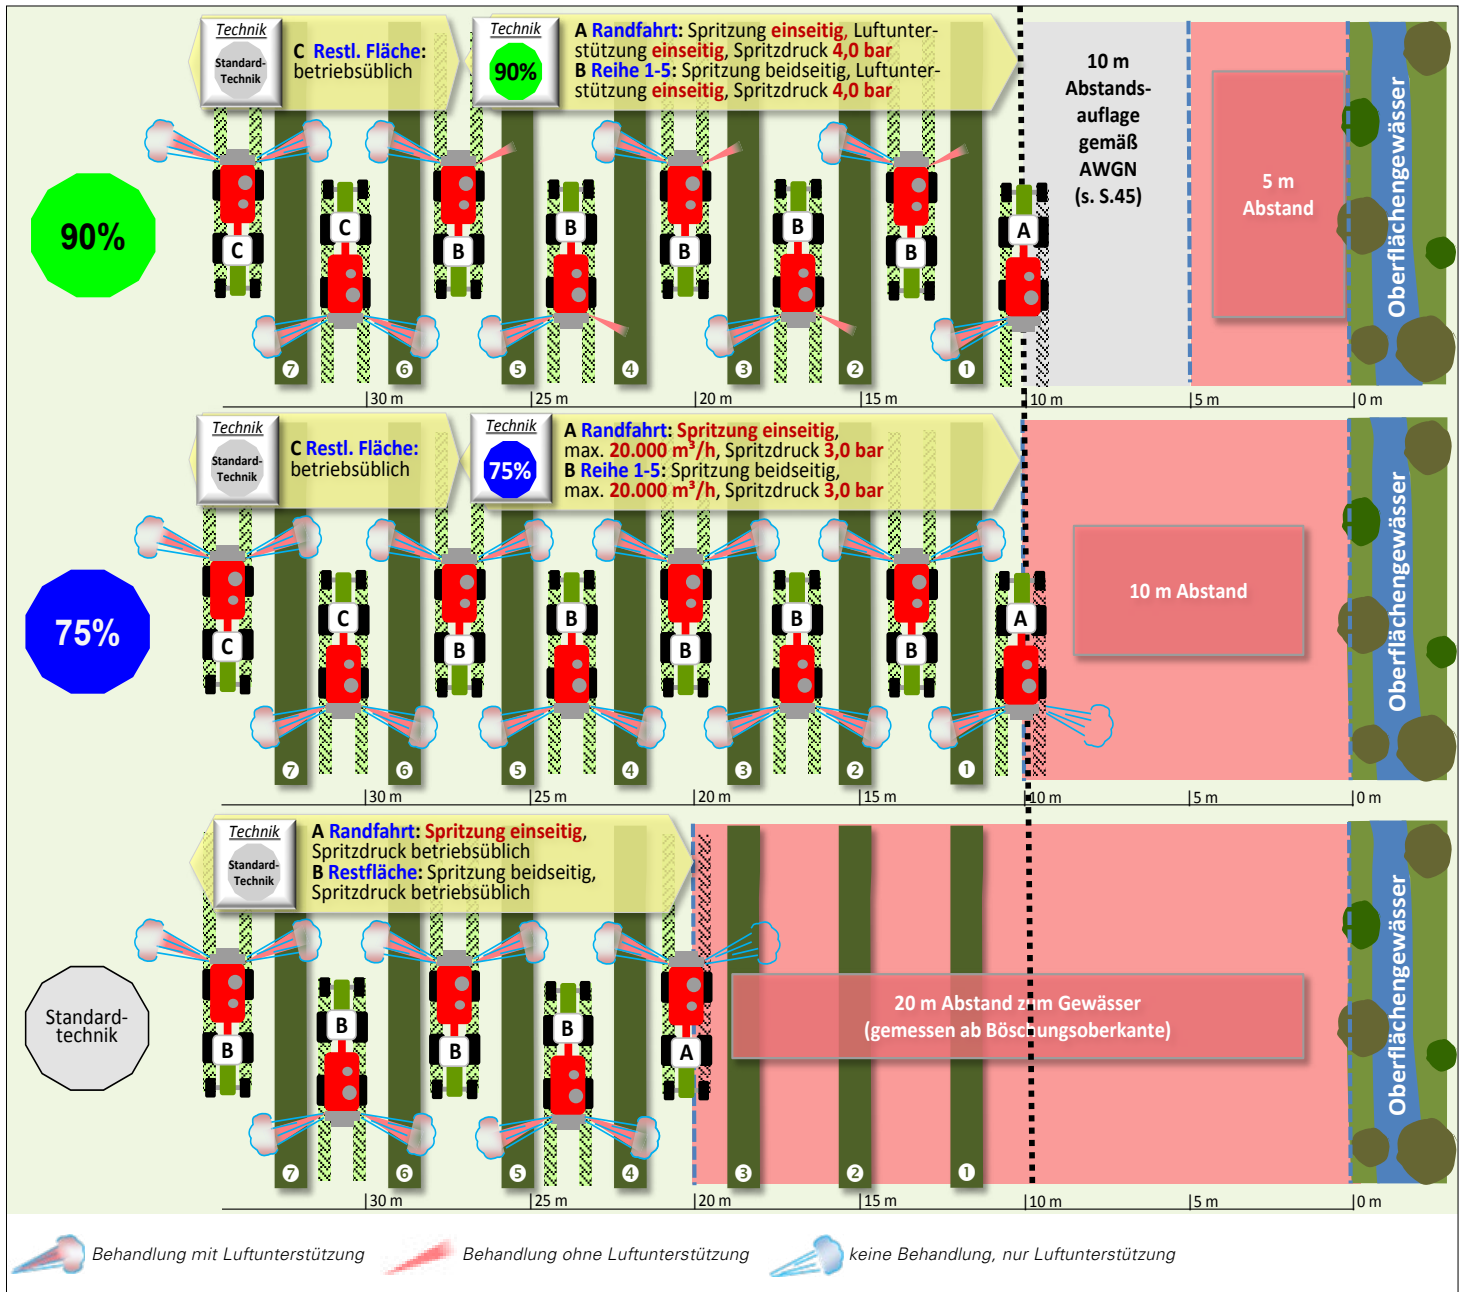 Technik
Standard-
Technik
C Restl. Fläche:
betriebsüblich
Technik
90%
A Randfahrt: Spritzung einseitig, Luftunter-
stützung einseitig, Spritzdruck 4,0 bar
B Reihe 1-5: Spritzung beidseitig, Luftunter-
stützung einseitig, Spritzdruck 4,0 bar
10 m
Abstands-
auflage
gemäß
AWGN
(s. S.45)
5 m
Abstand
Oberflächengewässer
90%
C
C
B
B
B
B
B
A
7
6
5
4
3
2
1
30 m
25 m
20 m
15 m
10 m
5 m
0 m
Technik
Standard-
Technik
C Restl. Fläche:
betriebsüblich
Technik
75%
A Randfahrt: Spritzung einseitig,
max. 20.000 m³/h, Spritzdruck 3,0 bar
B Reihe 1-5: Spritzung beidseitig,
max. 20.000 m³/h, Spritzdruck 3,0 bar
10 m Abstand
Oberflächengewässer
75%
C
C
B
B
B
B
B
A
7
6
5
4
3
2
1
30 m
25 m
20 m
15 m
10 m
5 m
0 m
Technik
Standard-
Technik
A Randfahrt: Spritzung einseitig,
Spritzdruck betriebsüblich
B Restfläche: Spritzung beidseitig,
Spritzdruck betriebsüblich
20 m Abstand zum Gewässer
(gemessen ab Böschungsoberkante)
Oberflächengewässer
Standard-
technik
B
B
B
B
A
7
6
5
4
3
2
1
30 m
25 m
20 m
15 m
10 m
5 m
0 m
Behandlung mit Luftunterstützung
Behandlung ohne Luftunterstützung
keine Behandlung, nur Luftunterstützung